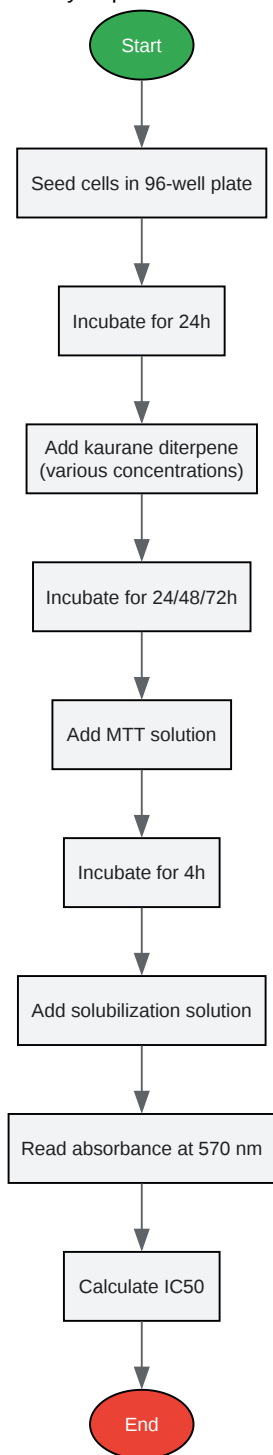 Start
Seed cells in 96-well plate
Incubate for 24h
Add kaurane diterpene
(various concentrations)
Incubate for 24/48/72h
Add MTT solution
Incubate for 4h
Add solubilization solution
Read absorbance at 570 nm
Calculate IC50
End